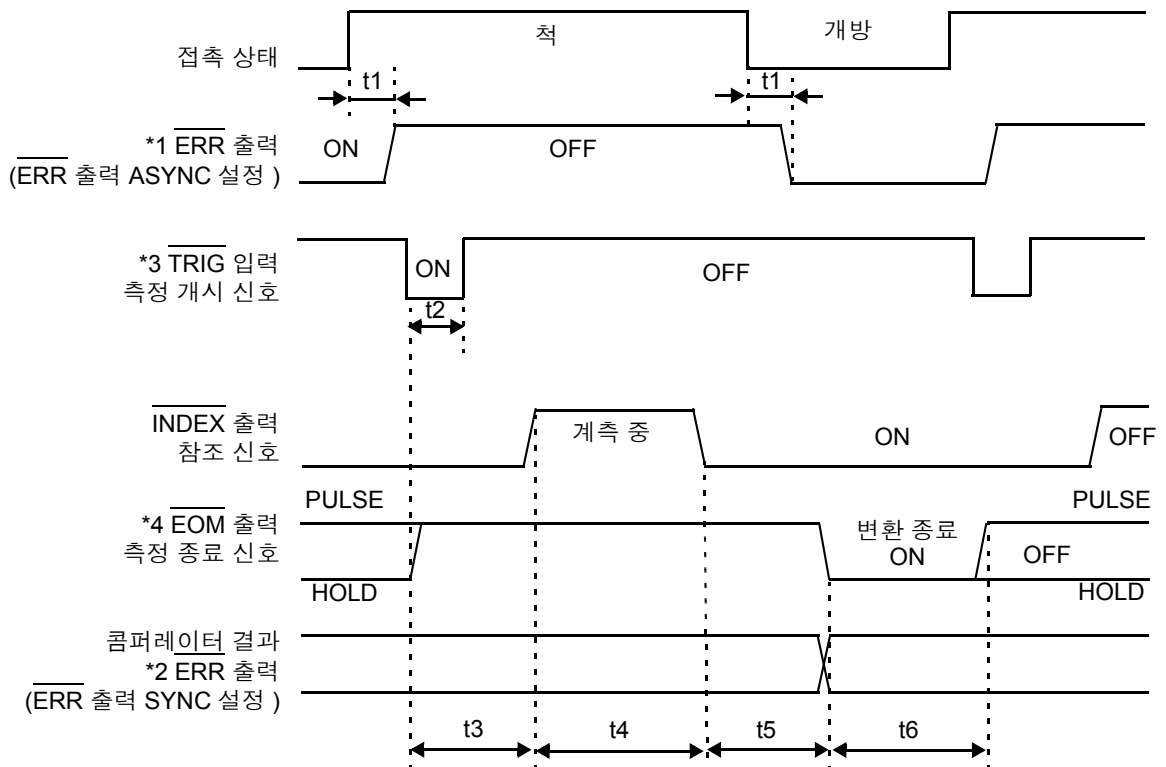 접촉 상태
척
개방
t1
t1
*1 ERR 출력
(ERR 출력 ASYNC 설정 )
ON
OFF
*3 TRIG 입력
측정 개시 신호
ON
OFF
t2
INDEX 출력
참조 신호
계측 중
ON
OFF
PULSE
PULSE
*4 EOM 출력
측정 종료 신호
변환 종료
ON
OFF
HOLD
HOLD
콤퍼레이터 결과
*2 ERR 출력
(ERR 출력 SYNC 설정 )
t3
t4
t5
t6